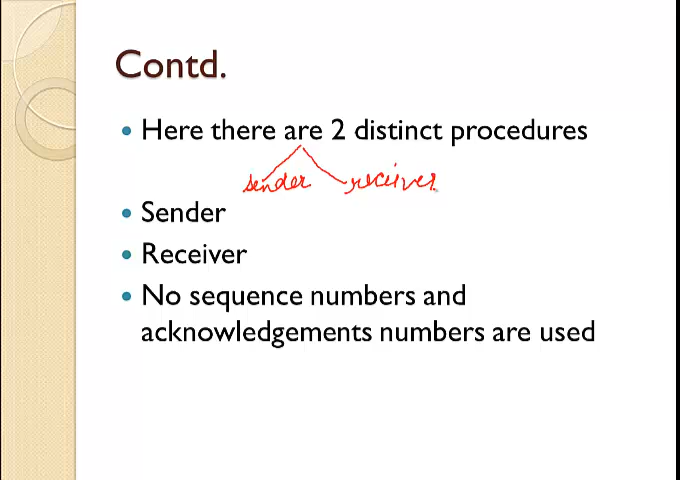 Contd.
Here there are 2 distinct procedures
sender receiver
Sender
Receiver
No sequence numbers and
acknowledgements numbers are used